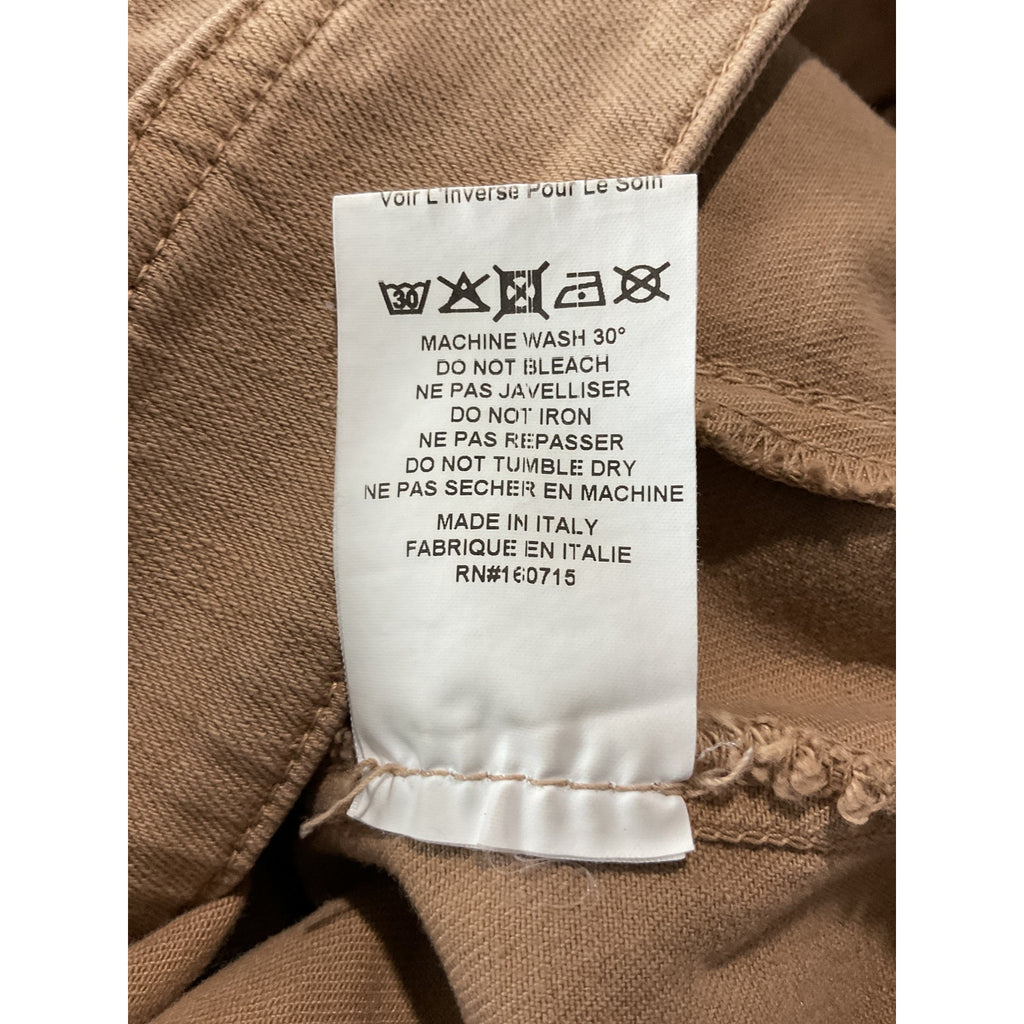 Voir L'Inverse Pour Le Soin
30
MACHINE WASH 30°
DO NOT BLEACH
NE PAS JAVELLISER
DO NOT IRON
NE PAS REPASSER
DO NOT TUMBLE DRY
NE PAS SECHER EN MACHINE
MADE IN ITALY
FABRIQUE EN ITALIE
RN#160715